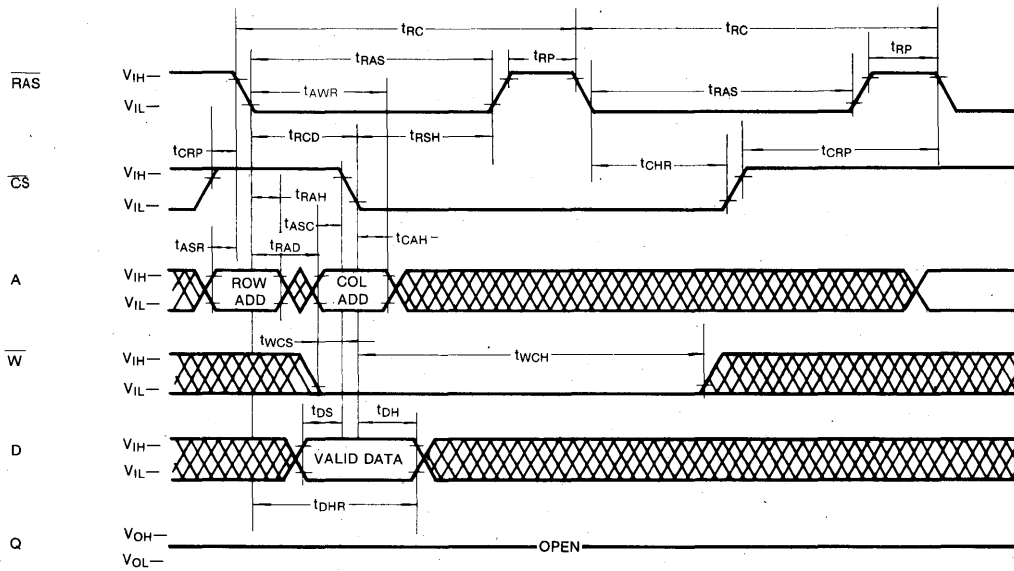 tRC tRC
tRAS tRP tRP
RAS VIH
tAWR tRAS
VIL
tRCD tRSH
tCRP tCHR tCRP
CS VIH
tRAH
VIL
tASC tCAH
tASR tRAD
A VIH ROW ADD COL ADD
VIL
tWCS tWCH
W VIH
VIL
tDS tDH
D VIH
VIL VALID DATA
tDHR
Q VOH OPEN
VOL